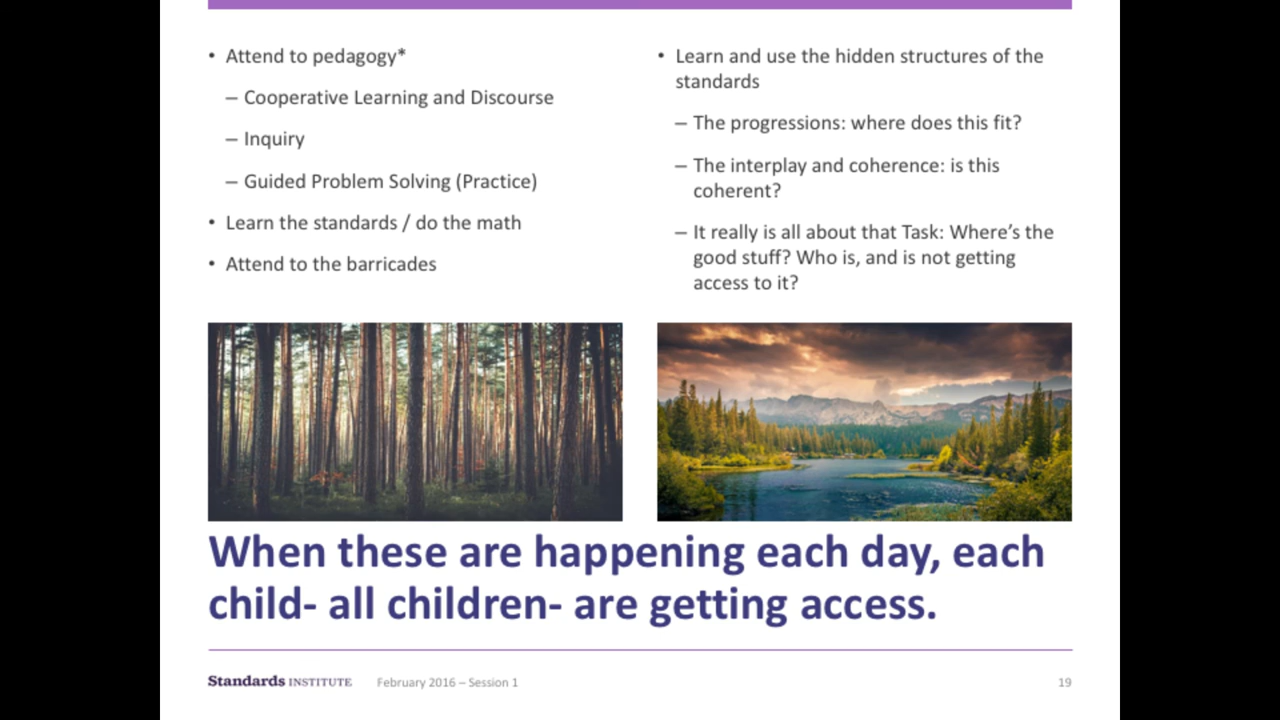 • Attend to pedagogy*
– Cooperative Learning and Discourse
– Inquiry
– Guided Problem Solving (Practice)
• Learn the standards / do the math
• Attend to the barricades
• Learn and use the hidden structures of the
standards
– The progressions: where does this fit?
– The interplay and coherence: is this
coherent?
– It really is all about that Task: Where’s the
good stuff? Who is, and is not getting
access to it?
When these are happening each day, each
child- all children- are getting access.
Standards INSTITUTE February 2016 – Session 1 19